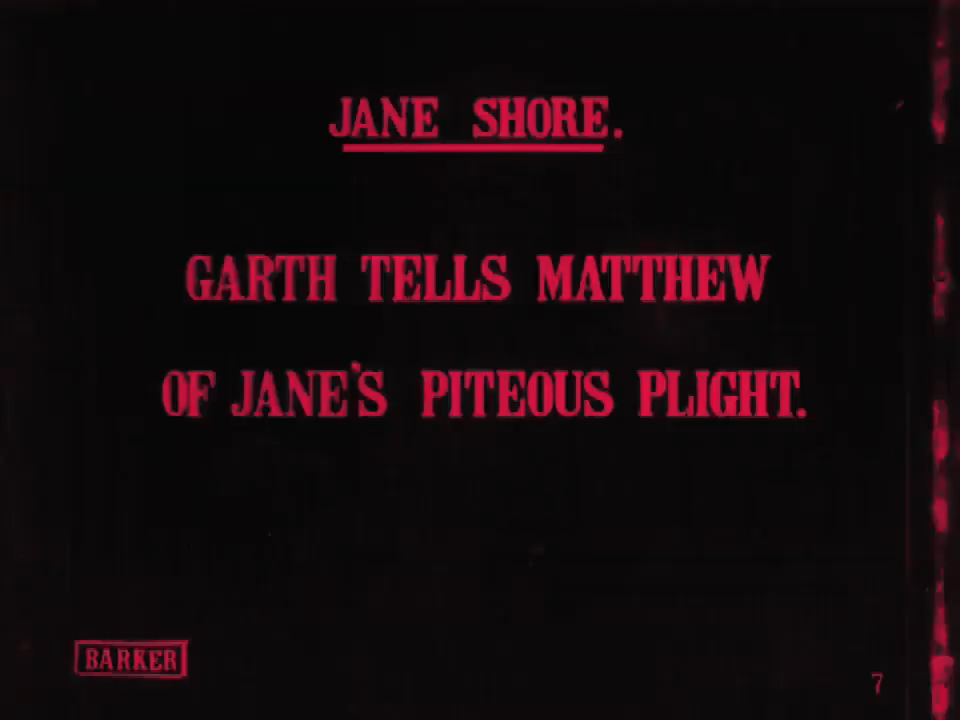 JANE SHORE.
GARTH TELLS MATTHEW
OF JANE'S PITEOUS PLIGHT.
BARKER
7